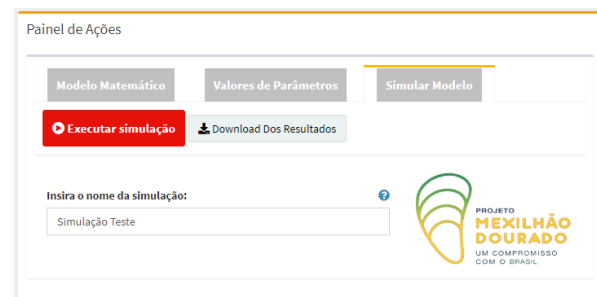 Painel de Ações
Modelo Matemático
Valores de Parâmetros
Simular Modelo
Executar simulação
Download Dos Resultados
Insira o nome da simulação:
Simulação Teste
PROJETO
MEXILHÃO
DOURADO
UM COMPROMISSO
COM O BRASIL